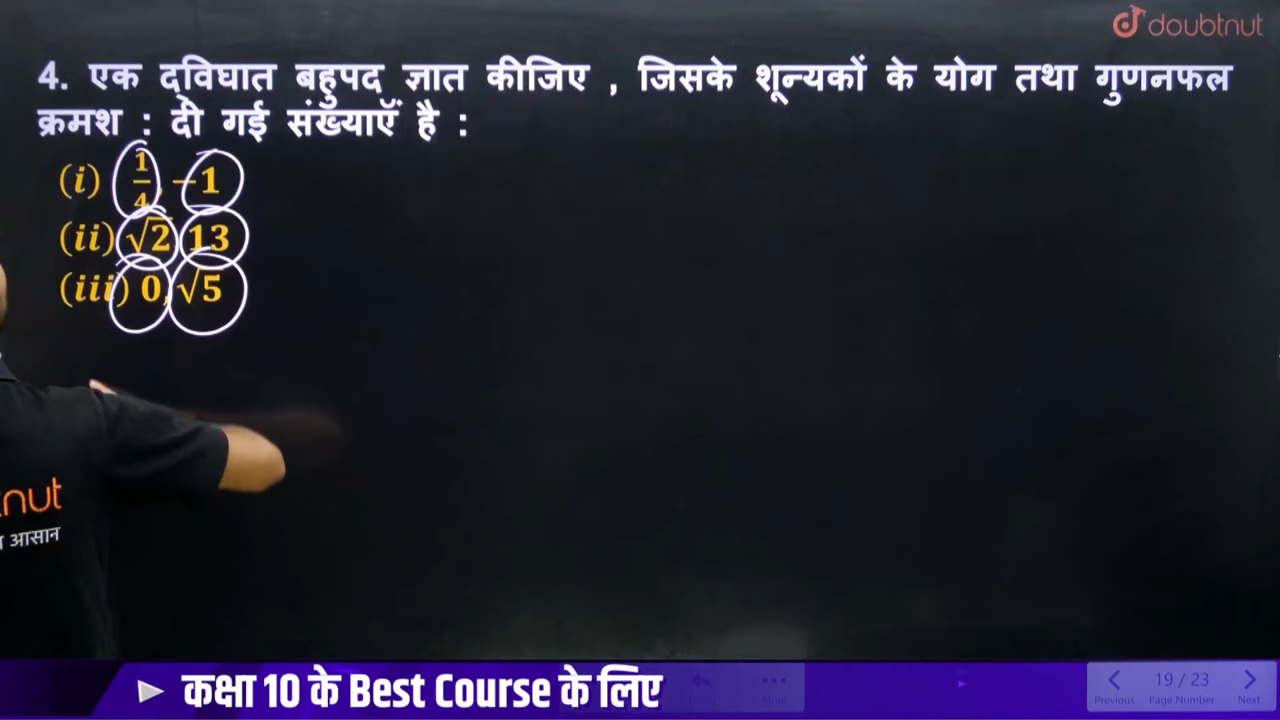 doubtnut
4. एक द्विघात बहुपद ज्ञात कीजिए , जिसके शून्यकों के योग तथा गुणनफल
क्रमश : दी गई संख्याएँ है :
(i) 1/4, −1
(ii) √2 13
(iii) 0, √5
nut
आसान
कक्षा 10 के Best Course के लिए
More
19 / 23
Previous Page Number Next